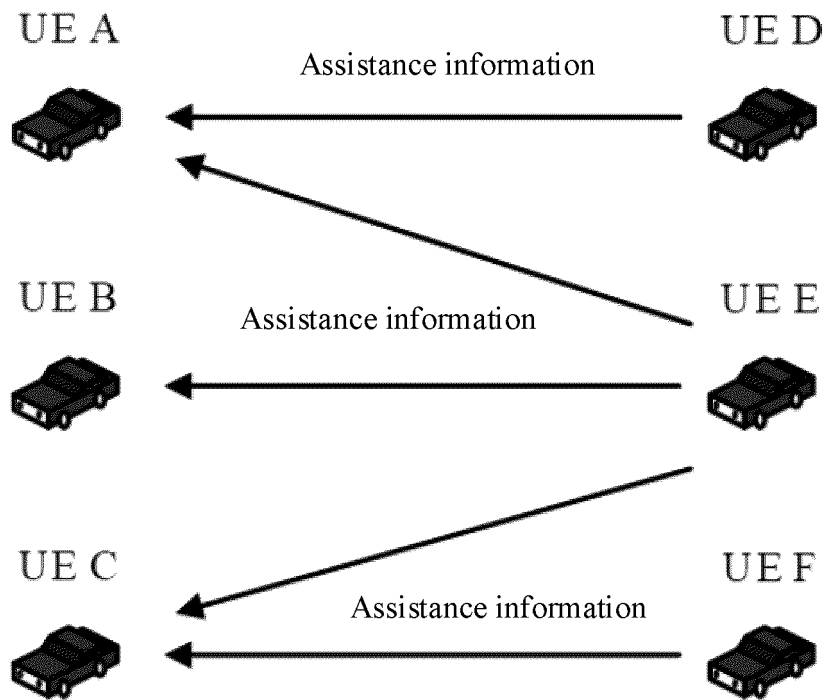 UE A
UE D
Assistance information
UE B
UE E
Assistance information
UE C
UE F
Assistance information